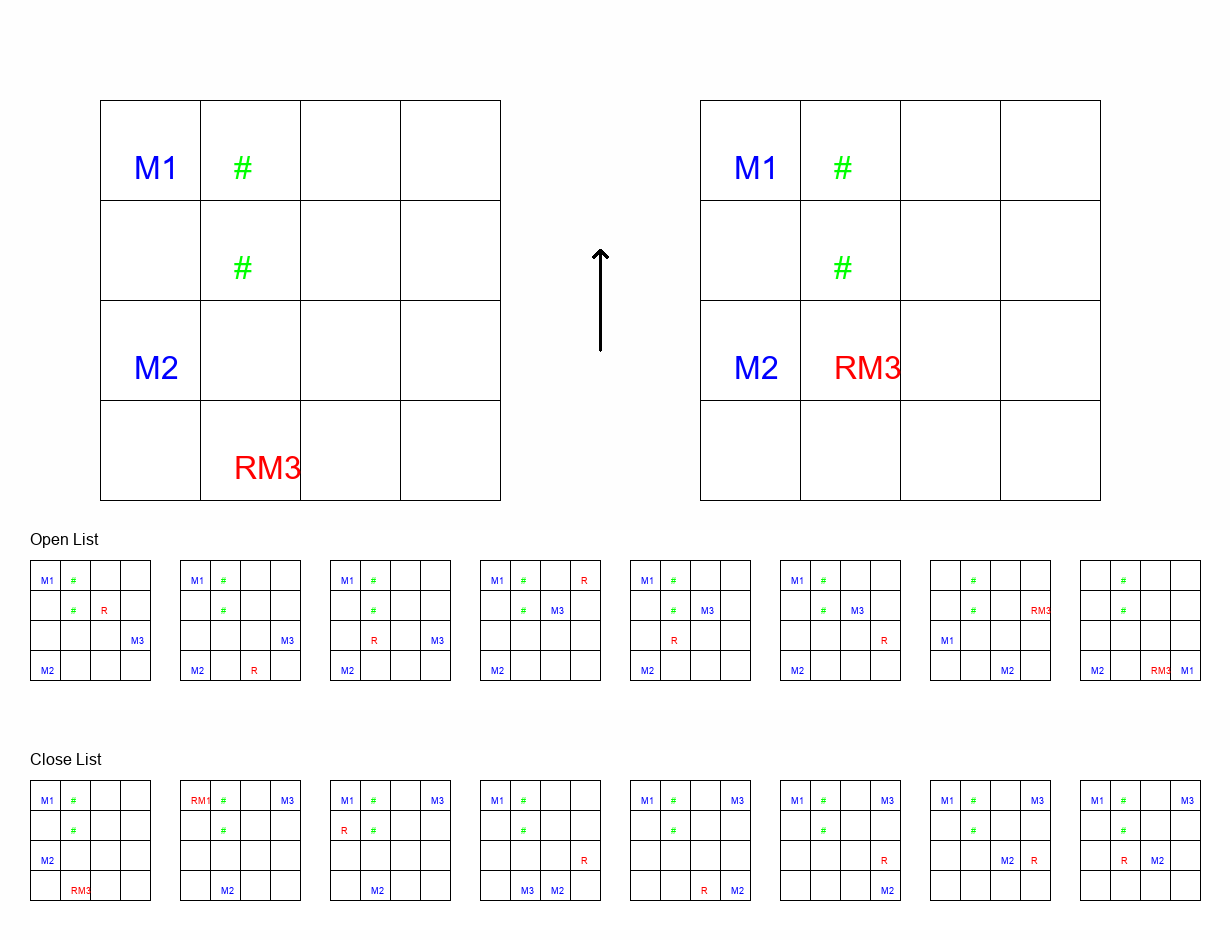 M1 # M1 #
# #
M2 M2 RM3
RM3
Open List
M1 # M1 # M1 # M1 # R M1 # M1 # # #
# R # # # M3 # M3 # M3 # RM3 #
M3 M3 R M3 R R M1
M2 M2 R M2 M2 M2 M2 M2 M2 RM3 M1
Close List
M1 # RM1 # M3 M1 # M3 M1 # M1 # M3 M1 # M3 M1 # M3 M1 # M3
# # R # # # # # #
M2 R R M2 R R M2
RM3 M2 M2 M3 M2 R M2 M2